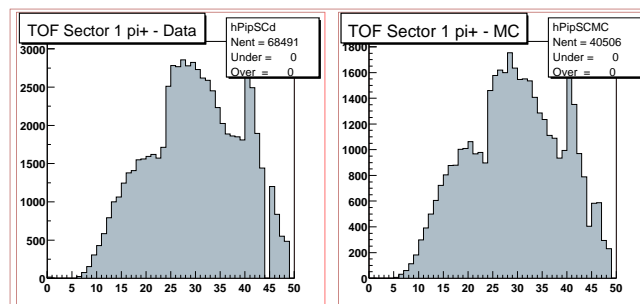 TOF Sector 1 pi+ - Data
hPipSCd
Nent = 68491
Under = 0
Over = 0
3000
2500
2000
1500
1000
500
0
0 5 10 15 20 25 30 35 40 45 50
TOF Sector 1 pi+ - MC
hPipSCMC
Nent = 40506
Under = 0
Over = 0
1800
1600
1400
1200
1000
800
600
400
200
0
0 5 10 15 20 25 30 35 40 45 50